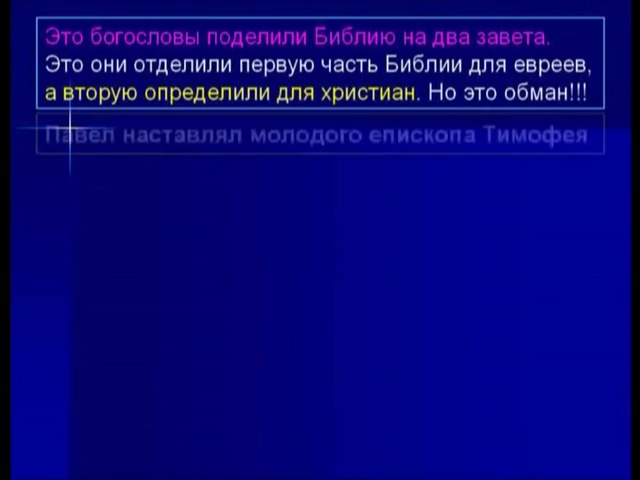 Это богословы поделили Библию на два завета.
Это они отделили первую часть Библии для евреев,
а вторую определили для христиан. Но это обман!!!
Павел наставлял молодого епископа Тимофея